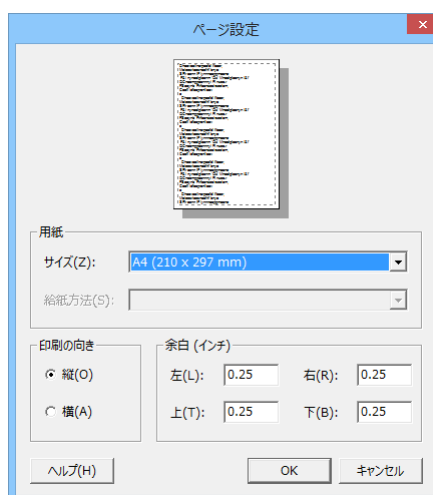 ページ設定
用紙
サイズ(Z):
A4 (210 x 297 mm)
給紙方法(S):
印刷の向き
縦(O)
横(A)
余白 (インチ)
左(L): 0.25 右(R): 0.25
上(T): 0.25 下(B): 0.25
ヘルプ(H) OK キャンセル